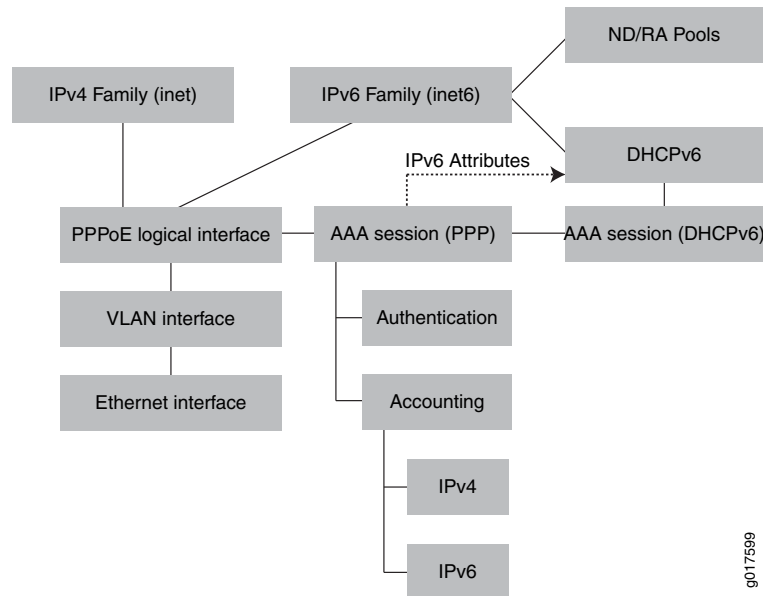 ND/RA Pools
IPv4 Family (inet)
IPv6 Family (inet6)
DHCPv6
IPv6 Attributes
PPPoE logical interface
AAA session (PPP)
AAA session (DHCPv6)
VLAN interface
Authentication
Ethernet interface
Accounting
IPv4
IPv6
g017599